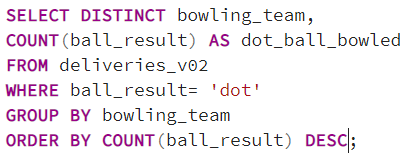 SELECT DISTINCT bowling_team,
COUNT(ball_result) AS dot_ball_bowled
FROM deliveries_v02
WHERE ball_result= 'dot'
GROUP BY bowling_team
ORDER BY COUNT(ball_result) DESC;